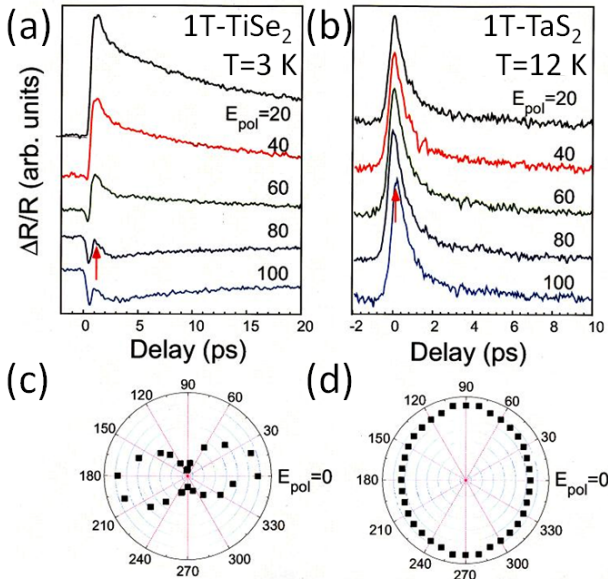 (a)
1T-TiSe2
T=3 K
Epol=20
40
60
80
100
ΔR/R (arb. units)
0 5 10 15 20
Delay (ps)
(b)
1T-TaS2
T=12 K
Epol=20
40
60
80
100
-2 0 2 4 6 8 10
Delay (ps)
(c)
90
120 60
150 30
180 Epol=0
210 330
240 300
270
(d)
90
120 60
150 30
180 Epol=0
210 330
240 300
270